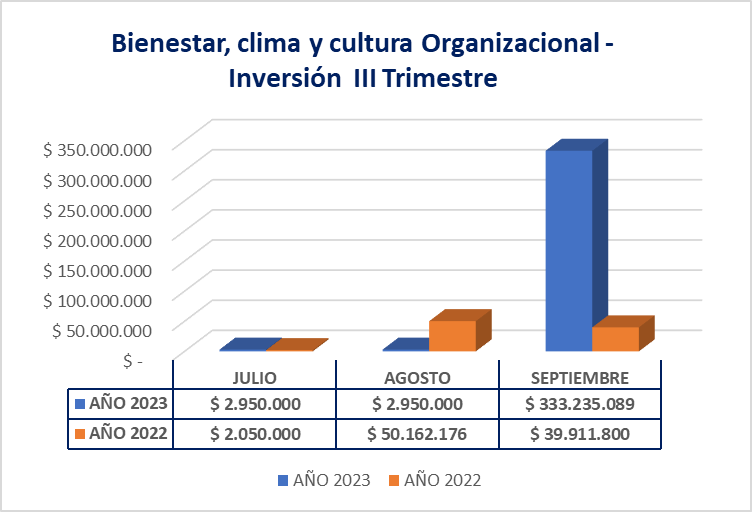 Bienestar, clima y cultura Organizacional -
Inversión III Trimestre
$ 350.000.000
$ 300.000.000
$ 250.000.000
$ 200.000.000
$ 150.000.000
$ 100.000.000
$ 50.000.000
$ -
JULIO AGOSTO SEPTIEMBRE
AÑO 2023 $ 2.950.000 $ 2.950.000 $ 333.235.089
AÑO 2022 $ 2.050.000 $ 50.162.176 $ 39.911.800
AÑO 2023 AÑO 2022